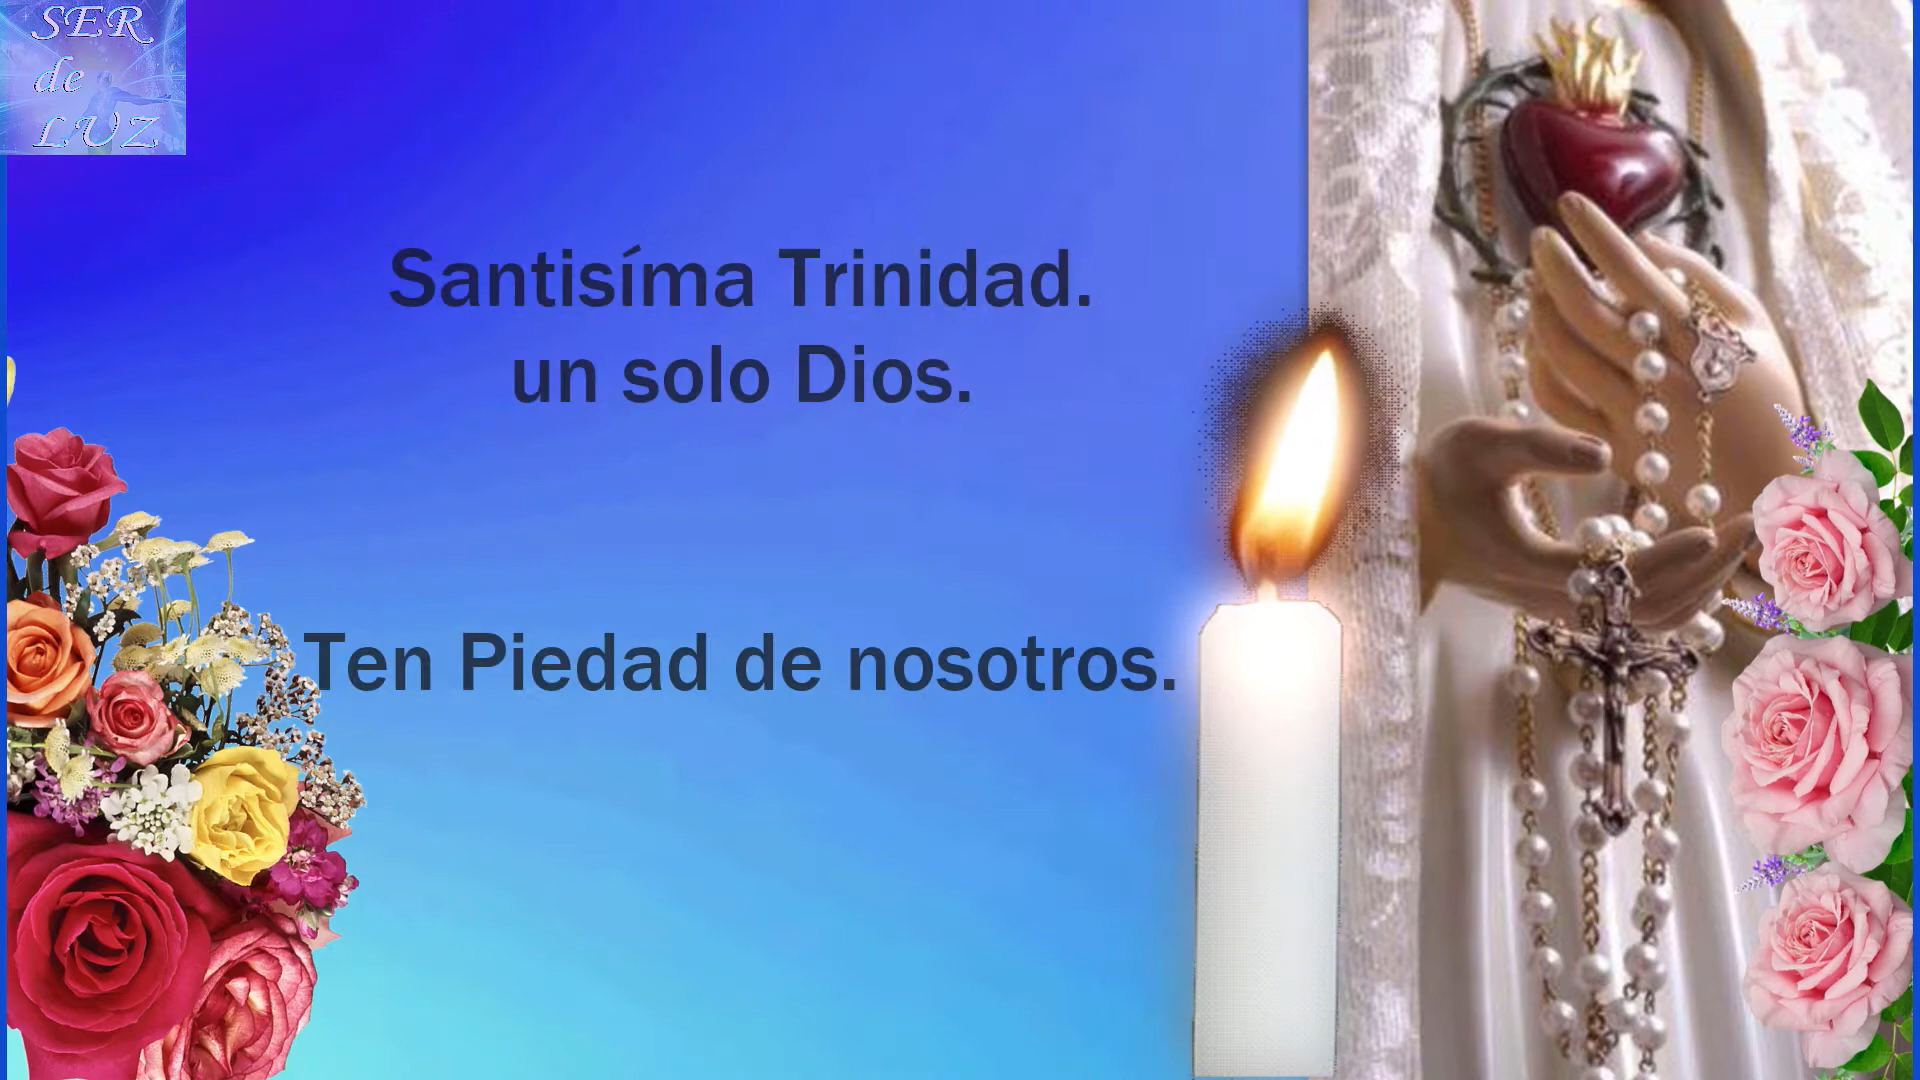 SER
de
LUZ
Santisíma Trinidad.
un solo Dios.
Ten Piedad de nosotros.